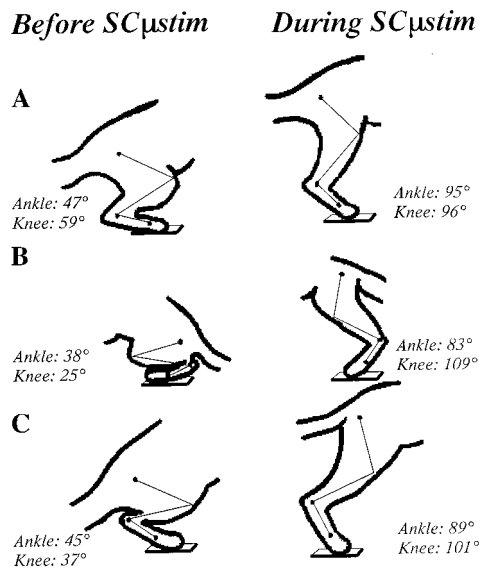 Before SCμstim
During SCμstim
A
Ankle: 47°
Knee: 59°
Ankle: 95°
Knee: 96°
B
Ankle: 38°
Knee: 25°
Ankle: 83°
Knee: 109°
C
Ankle: 45°
Knee: 37°
Ankle: 89°
Knee: 101°